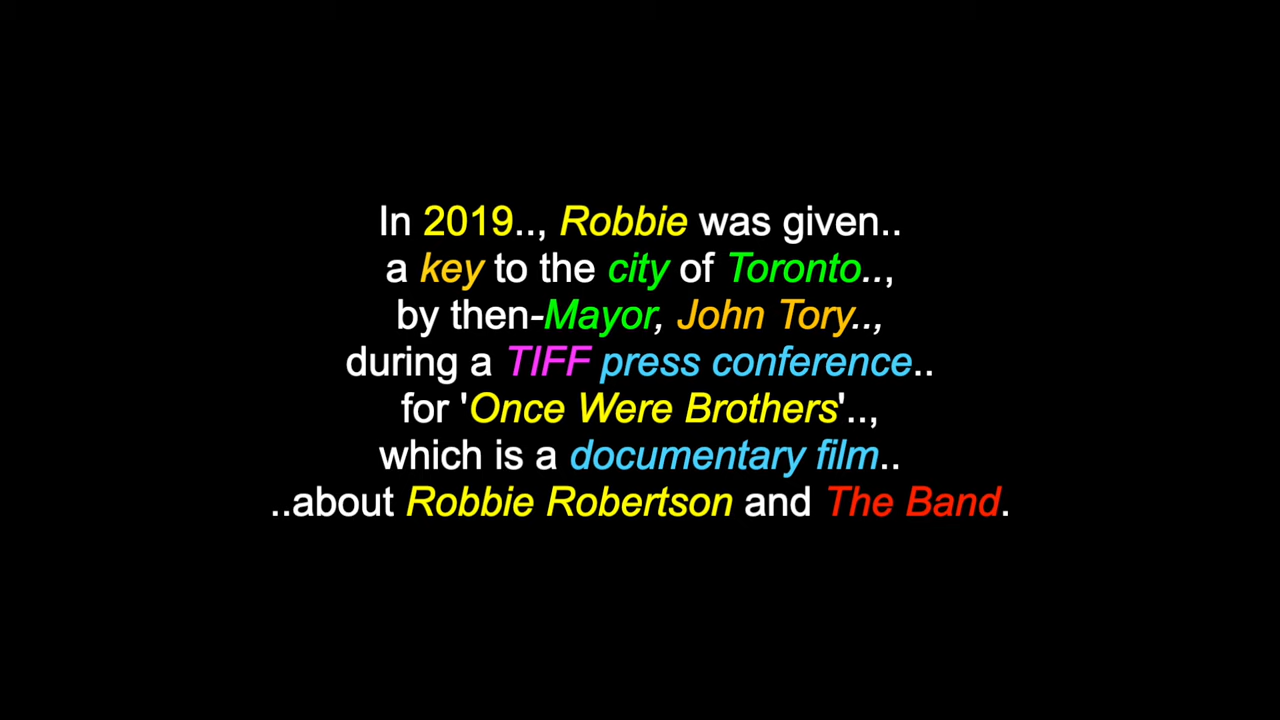 In 2019.., Robbie was given..
a key to the city of Toronto..,
by then-Mayor, John Tory..,
during a TIFF press conference..
for 'Once Were Brothers'..,
which is a documentary film..
..about Robbie Robertson and The Band.